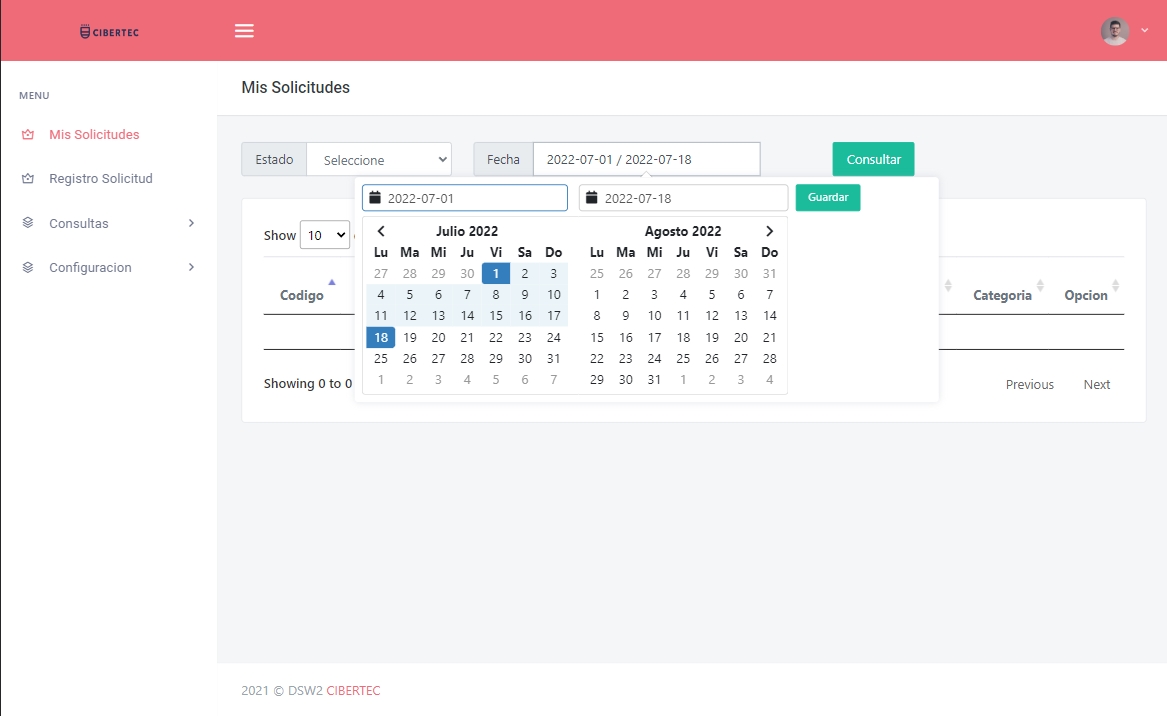 CIBERTEC
Mis Solicitudes
MENU
Mis Solicitudes
Registro Solicitud
Consultas
Configuracion
Estado Seleccione Fecha 2022-07-01 / 2022-07-18 Consultar
2022-07-01 2022-07-18 Guardar
Show 10
Julio 2022 Agosto 2022
Lu Ma Mi Ju Vi Sa Do Lu Ma Mi Ju Vi Sa Do
27 28 29 30 1 2 3 25 26 27 28 29 30 31
4 5 6 7 8 9 10 1 2 3 4 5 6 7
11 12 13 14 15 16 17 8 9 10 11 12 13 14
18 19 20 21 22 23 24 15 16 17 18 19 20 21
25 26 27 28 29 30 31 22 23 24 25 26 27 28
1 2 3 4 5 6 7 29 30 31 1 2 3 4
Codigo Categoria Opcion
Showing 0 to 0 Previous Next
2021 © DSW2 CIBERTEC